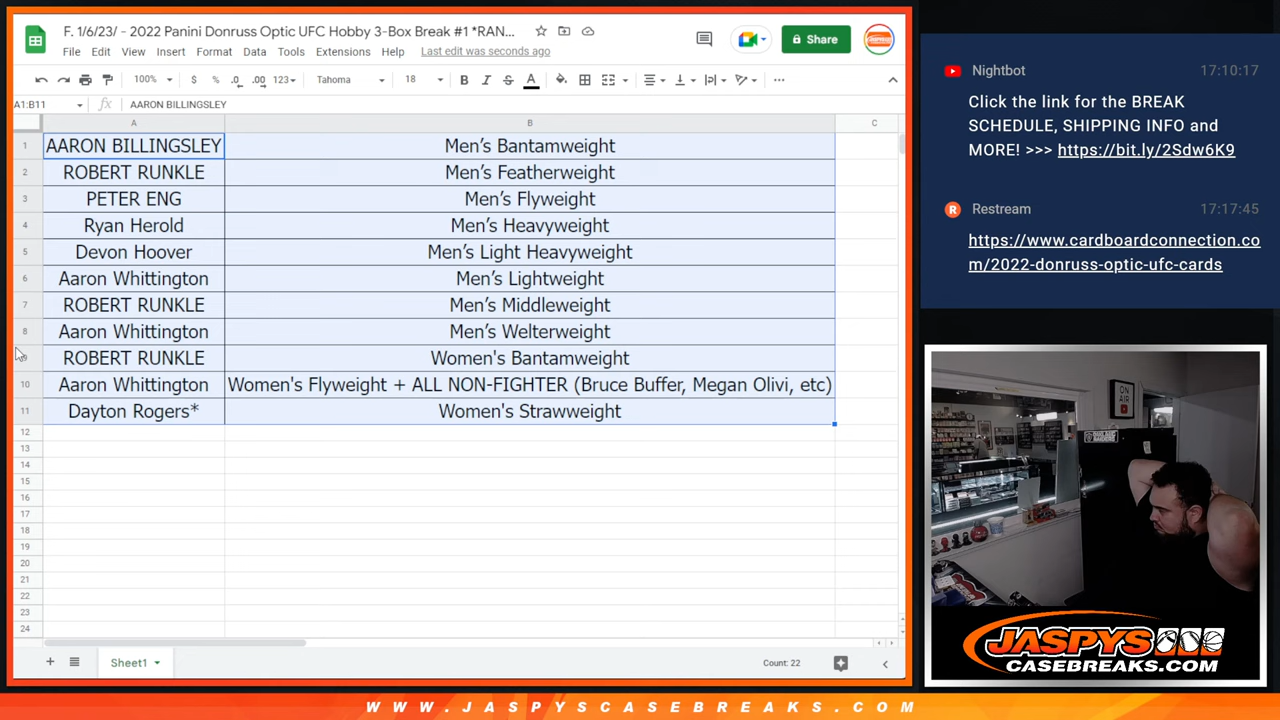 F. 1/6/23/ - 2022 Panini Donruss Optic UFC Hobby 3-Box Break #1 *RAN...
File Edit View Insert Format Data Tools Extensions Help Last edit was seconds ago
Share
100% $ % .0 .00 123 Tahoma 18 B I S A
A1:B11 fx AARON BILLINGSLEY
A B C
1 AARON BILLINGSLEY Men’s Bantamweight
2 ROBERT RUNKLE Men’s Featherweight
3 PETER ENG Men’s Flyweight
4 Ryan Herold Men’s Heavyweight
5 Devon Hoover Men’s Light Heavyweight
6 Aaron Whittington Men’s Lightweight
7 ROBERT RUNKLE Men’s Middleweight
8 Aaron Whittington Men’s Welterweight
9 ROBERT RUNKLE Women's Bantamweight
10 Aaron Whittington Women's Flyweight + ALL NON-FIGHTER (Bruce Buffer, Megan Olivi, etc)
11 Dayton Rogers* Women's Strawweight
12
13
14
15
16
17
18
19
20
21
22
23
24
Sheet1 Count: 22
Nightbot 17:10:17
Click the link for the BREAK
SCHEDULE, SHIPPING INFO and
MORE! >>> https://bit.ly/2Sdw6K9
Restream 17:17:45
https://www.cardboardconnection.co
m/2022-donruss-optic-ufc-cards
ON
AIR
JASPYS
CASEBREAKS.COM
WWW.JASPYSCASEBREAKS.COM